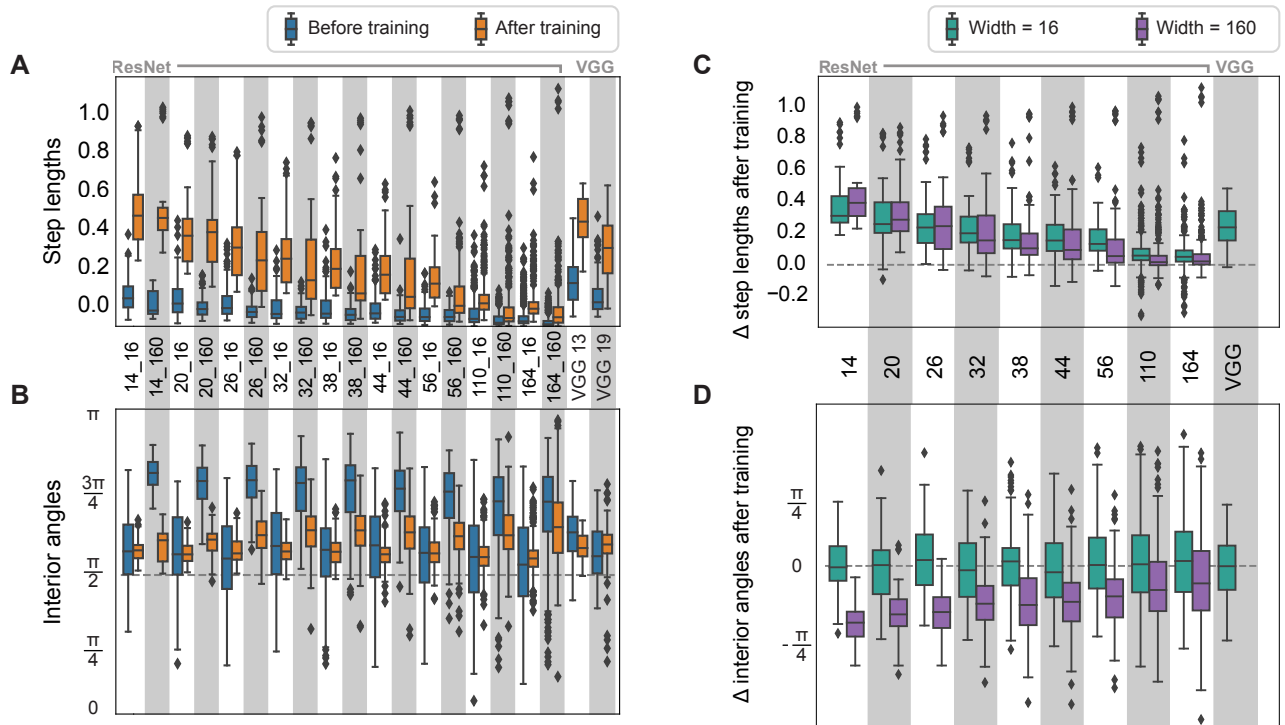 Before training
After training
Width = 16
Width = 160
A
ResNet
VGG
Step lengths
1.0
0.8
0.6
0.4
0.2
0.0
14_16
14_160
20_16
20_160
26_16
26_160
32_16
32_160
38_16
38_160
44_16
44_160
56_16
56_160
110_16
110_160
164_16
164_160
VGG 13
VGG 19
B
Interior angles
π
3π
4
π
2
π
4
0
C
ResNet
VGG
Δ step lengths after training
1.0
0.8
0.6
0.4
0.2
0.0
−0.2
14
20
26
32
38
44
56
110
164
VGG
D
Δ interior angles after training
π
4
0
-π
4